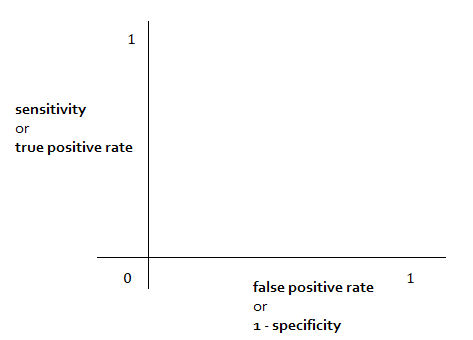 1
sensitivity
or
true positive rate
0
1
false positive rate
or
1 - specificity